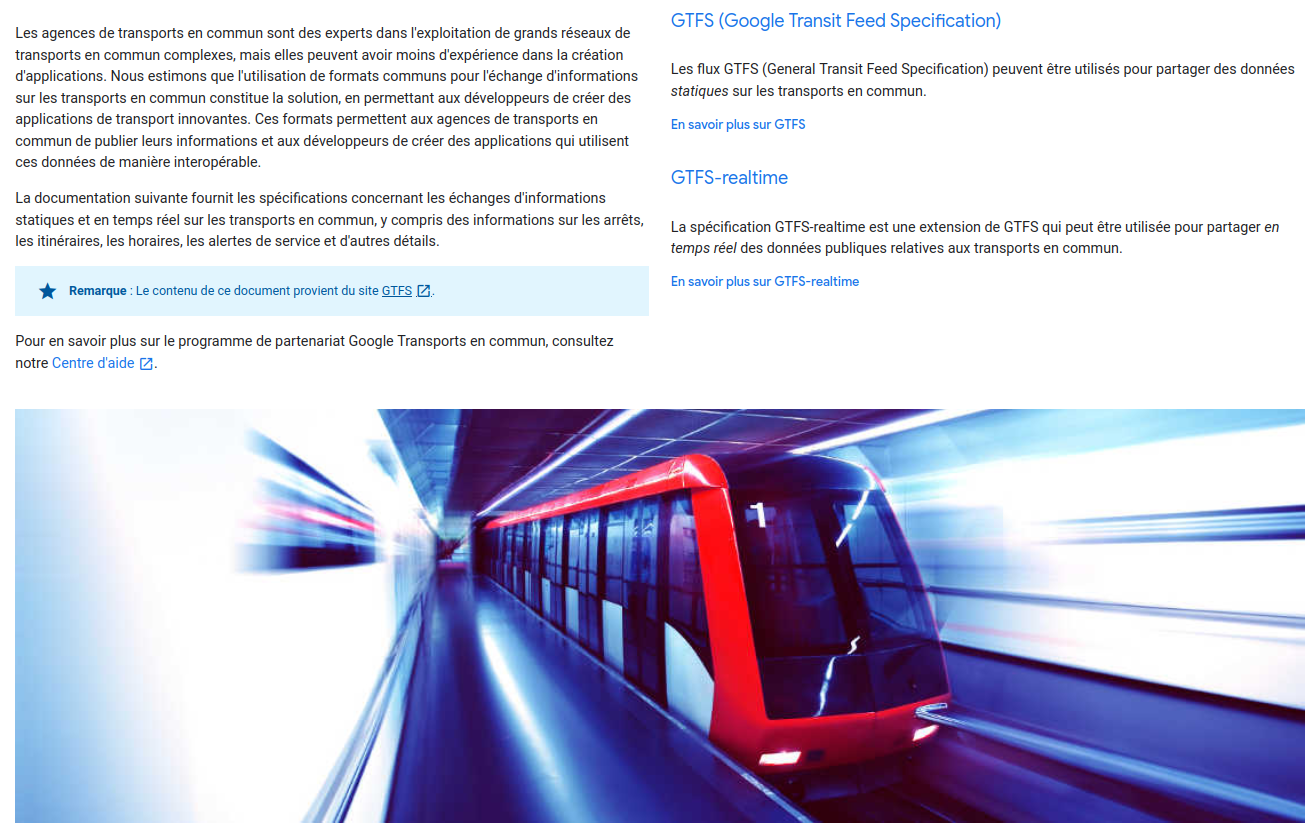 Les agences de transports en commun sont des experts dans l'exploitation de grands réseaux de
transports en commun complexes, mais elles peuvent avoir moins d'expérience dans la création
d'applications. Nous estimons que l'utilisation de formats communs pour l'échange d'informations
sur les transports en commun constitue la solution, en permettant aux développeurs de créer des
applications de transport innovantes. Ces formats permettent aux agences de transports en
commun de publier leurs informations et aux développeurs de créer des applications qui utilisent
ces données de manière interopérable.
La documentation suivante fournit les spécifications concernant les échanges d'informations
statiques et en temps réel sur les transports en commun, y compris des informations sur les arrêts,
les itinéraires, les horaires, les alertes de service et d'autres détails.
Remarque : Le contenu de ce document provient du site GTFS.
Pour en savoir plus sur le programme de partenariat Google Transports en commun, consultez
notre Centre d'aide.
GTFS (Google Transit Feed Specification)
Les flux GTFS (General Transit Feed Specification) peuvent être utilisés pour partager des données
statiques sur les transports en commun.
En savoir plus sur GTFS
GTFS-realtime
La spécification GTFS-realtime est une extension de GTFS qui peut être utilisée pour partager en
temps réel des données publiques relatives aux transports en commun.
En savoir plus sur GTFS-realtime
1